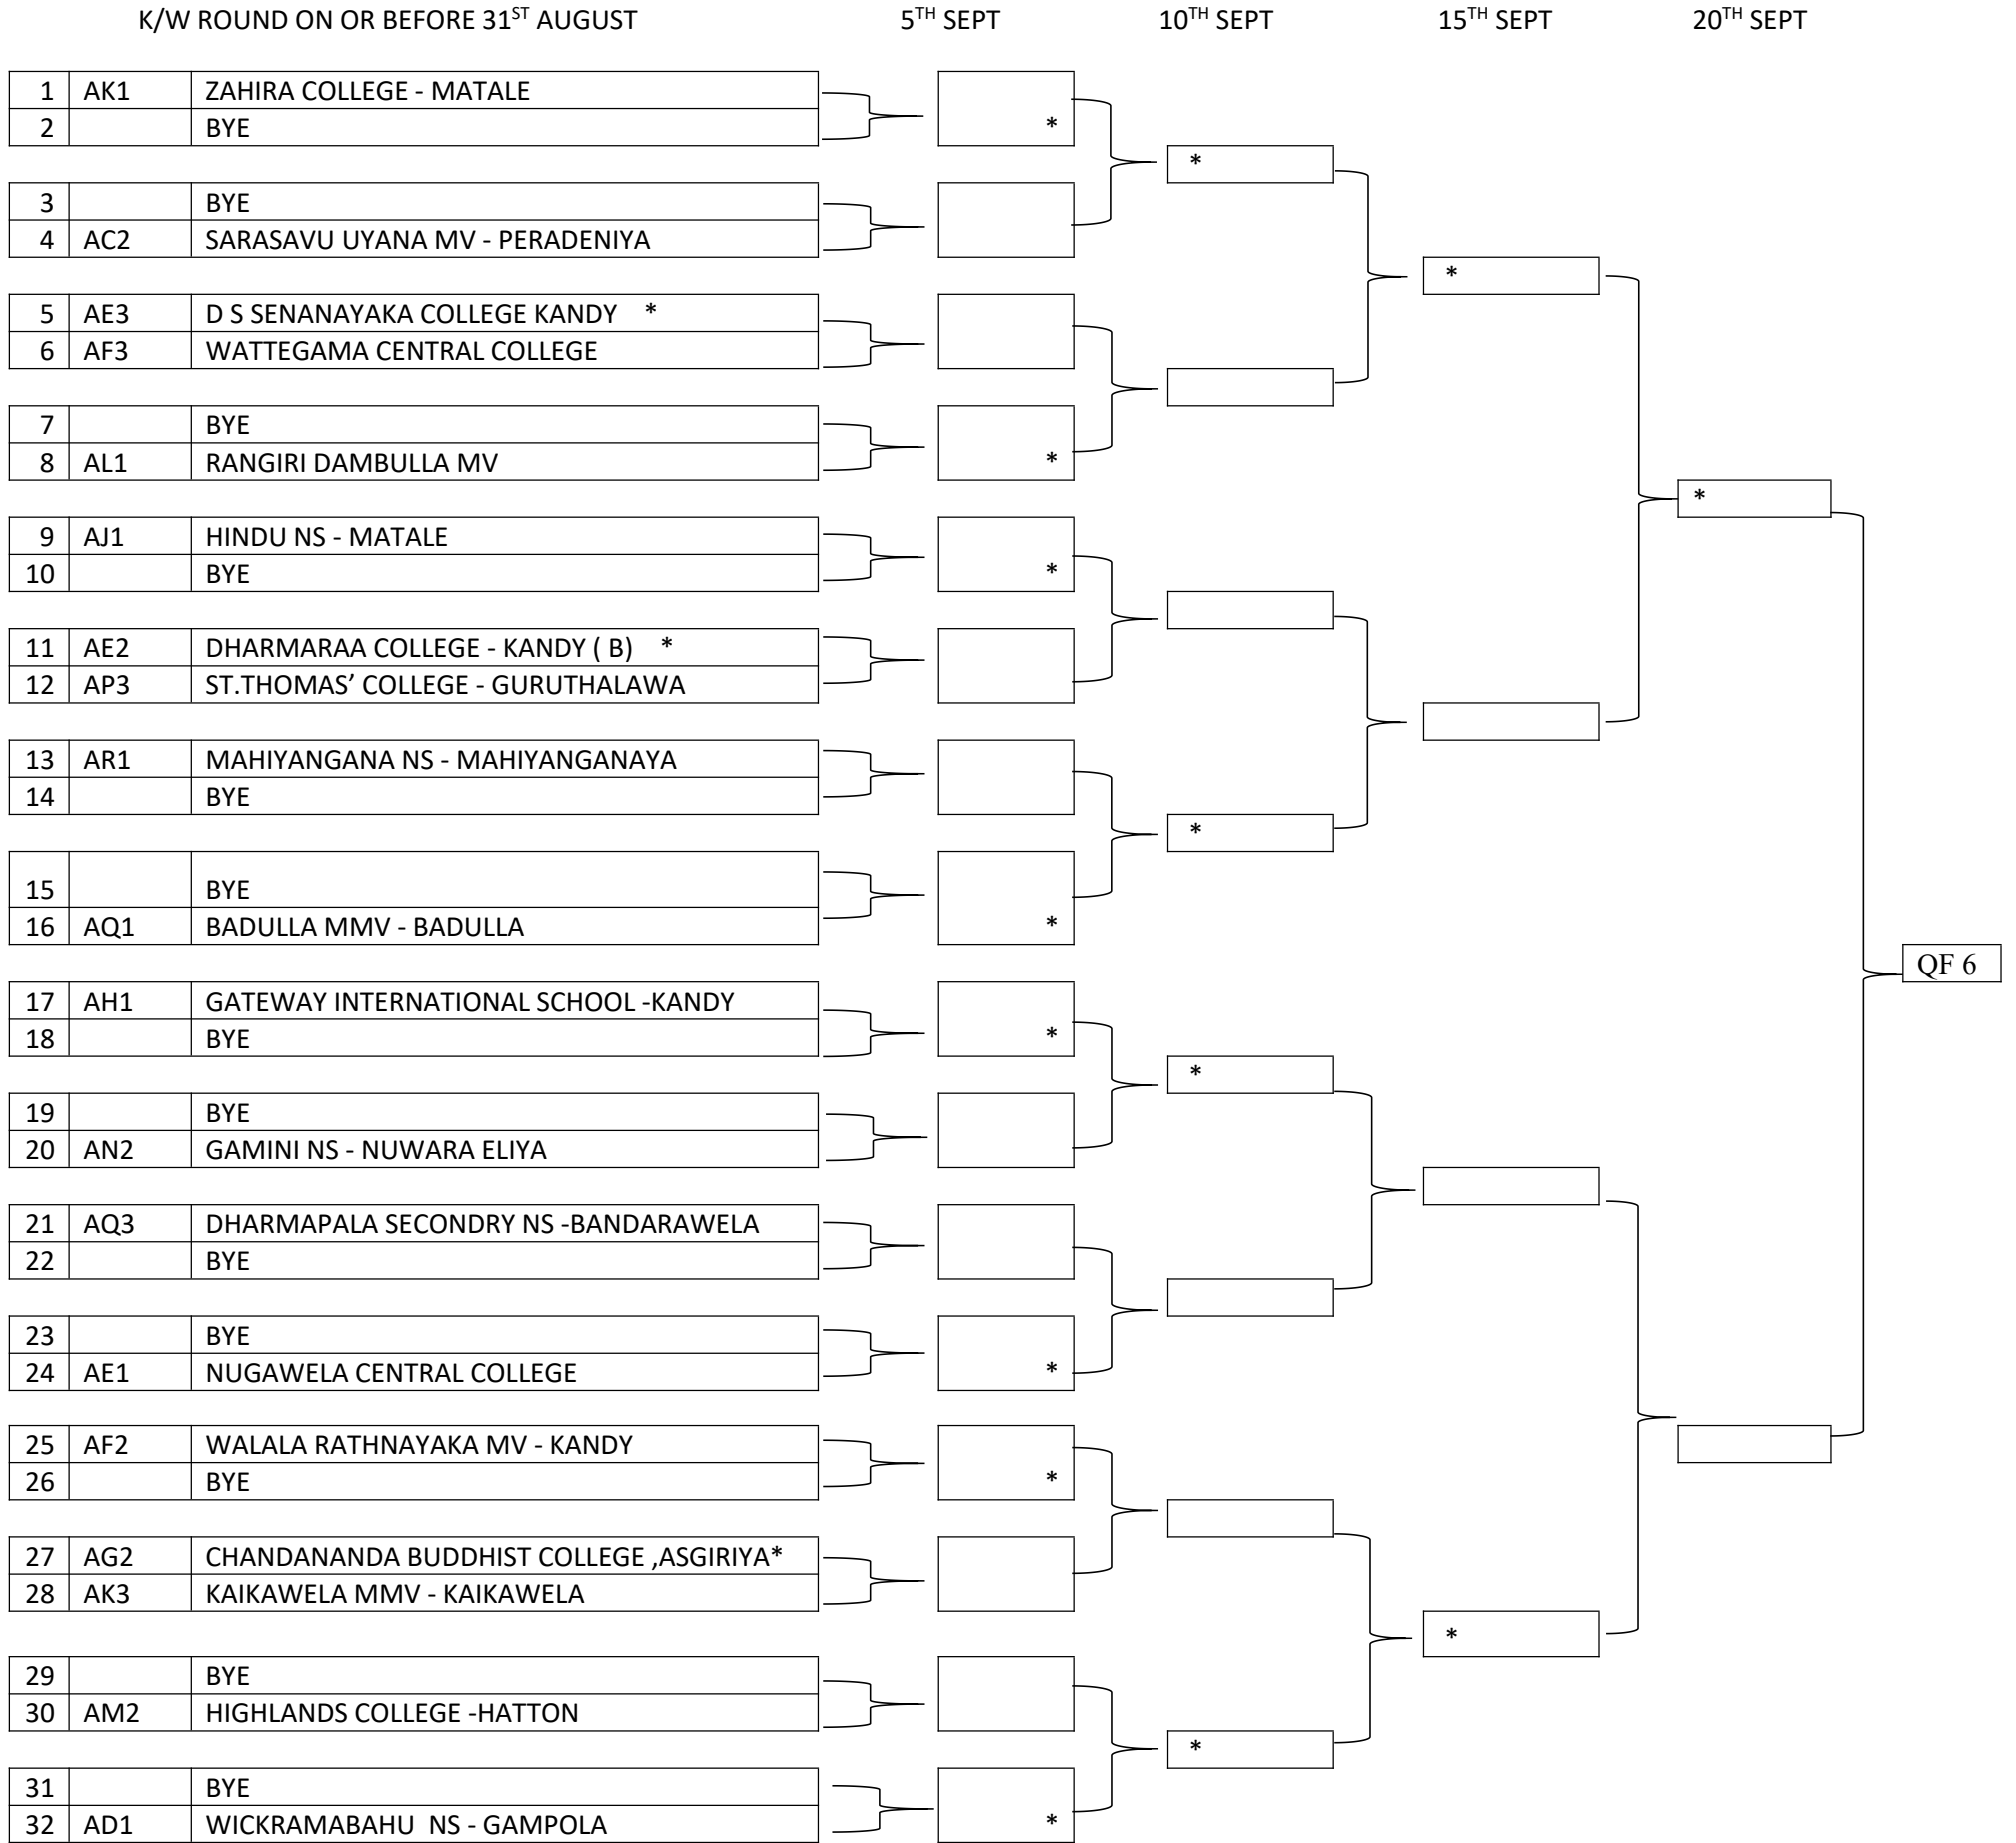 K/W ROUND ON OR BEFORE 31ST AUGUST 5TH SEPT 10TH SEPT 15TH SEPT 20TH SEPT
1 AK1 ZAHIRA COLLEGE - MATALE
2 BYE *
*
3 BYE
4 AC2 SARASAVU UYANA MV - PERADENIYA
*
5 AE3 D S SENANAYAKA COLLEGE KANDY *
6 AF3 WATTEGAMA CENTRAL COLLEGE
7 BYE
8 AL1 RANGIRI DAMBULLA MV *
*
9 AJ1 HINDU NS - MATALE
10 BYE *
11 AE2 DHARMARAA COLLEGE - KANDY ( B) *
12 AP3 ST.THOMAS’ COLLEGE - GURUTHALAWA
13 AR1 MAHIYANGANA NS - MAHIYANGANAYA
14 BYE
*
15 BYE
16 AQ1 BADULLA MMV - BADULLA *
QF 6
17 AH1 GATEWAY INTERNATIONAL SCHOOL -KANDY
18 BYE *
*
19 BYE
20 AN2 GAMINI NS - NUWARA ELIYA
21 AQ3 DHARMAPALA SECONDRY NS -BANDARAWELA
22 BYE
23 BYE
24 AE1 NUGAWELA CENTRAL COLLEGE *
25 AF2 WALALA RATHNAYAKA MV - KANDY
26 BYE *
27 AG2 CHANDANANDA BUDDHIST COLLEGE ,ASGIRIYA*
28 AK3 KAIKAWELA MMV - KAIKAWELA
*
29 BYE
30 AM2 HIGHLANDS COLLEGE -HATTON
*
31 BYE
32 AD1 WICKRAMABAHU NS - GAMPOLA *